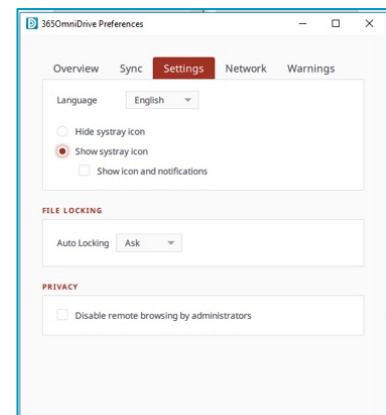 365OmniDrive Preferences
Overview Sync Settings Network Warnings
Language English
Hide systray icon
Show systray icon
Show icon and notifications
FILE LOCKING
Auto Locking Ask
PRIVACY
Disable remote browsing by administrators